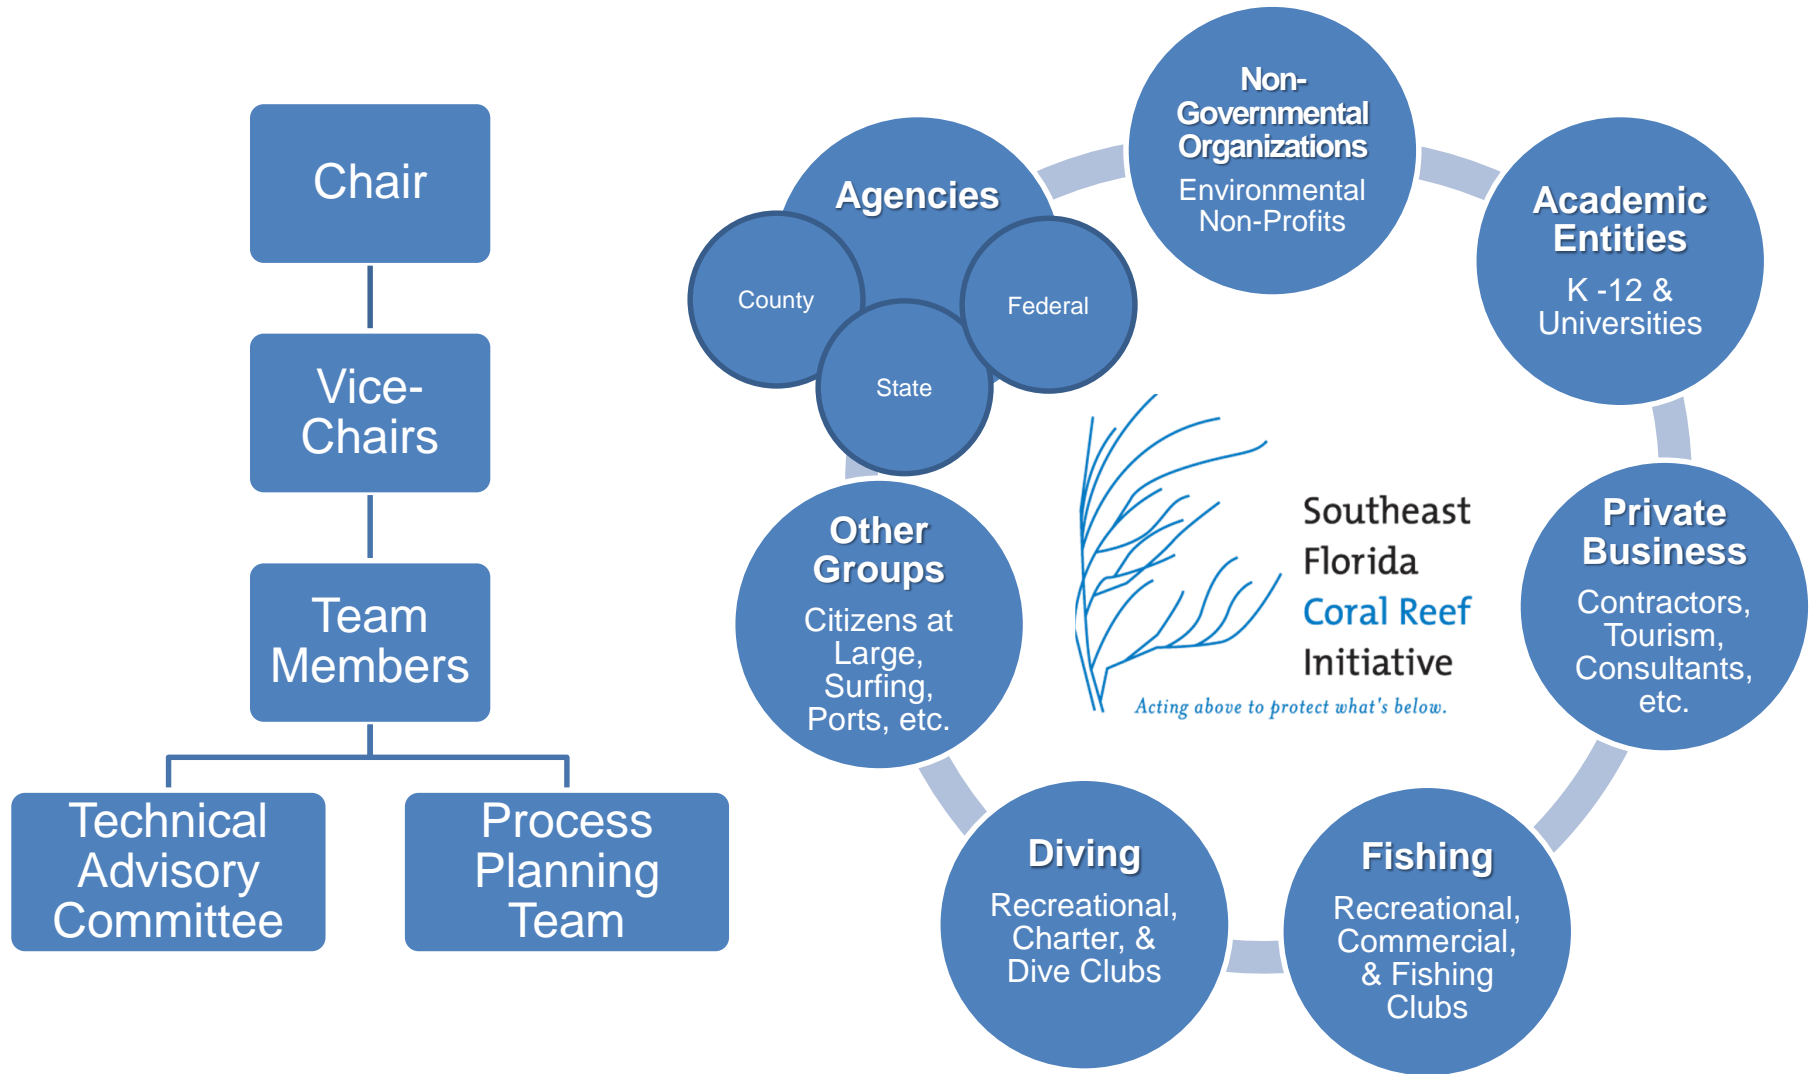 Chair
Vice-
Chairs
Team
Members
Technical
Advisory
Committee
Process
Planning
Team
Non-
Governmental
Organizations
Environmental
Non-Profits
Agencies
County
State
Federal
Academic
Entities
K -12 &
Universities
Private
Business
Contractors,
Tourism,
Consultants,
etc.
Fishing
Recreational,
Commercial,
& Fishing
Clubs
Diving
Recreational,
Charter, &
Dive Clubs
Other
Groups
Citizens at
Large,
Surfing,
Ports, etc.
Southeast
Florida
Coral Reef
Initiative
Acting above to protect what's below.